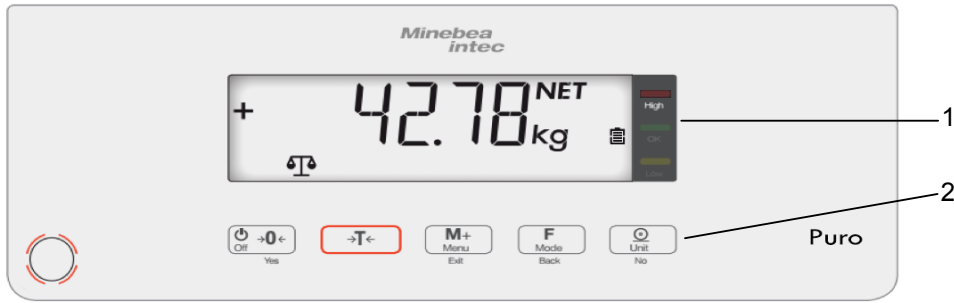 Minebea
intec
+ 42.78 NET
kg
High
OK
Low
1
2
Off →0←
Yes
→T←
M+
Menu
Exit
F
Mode
Back
Unit
No
Puro